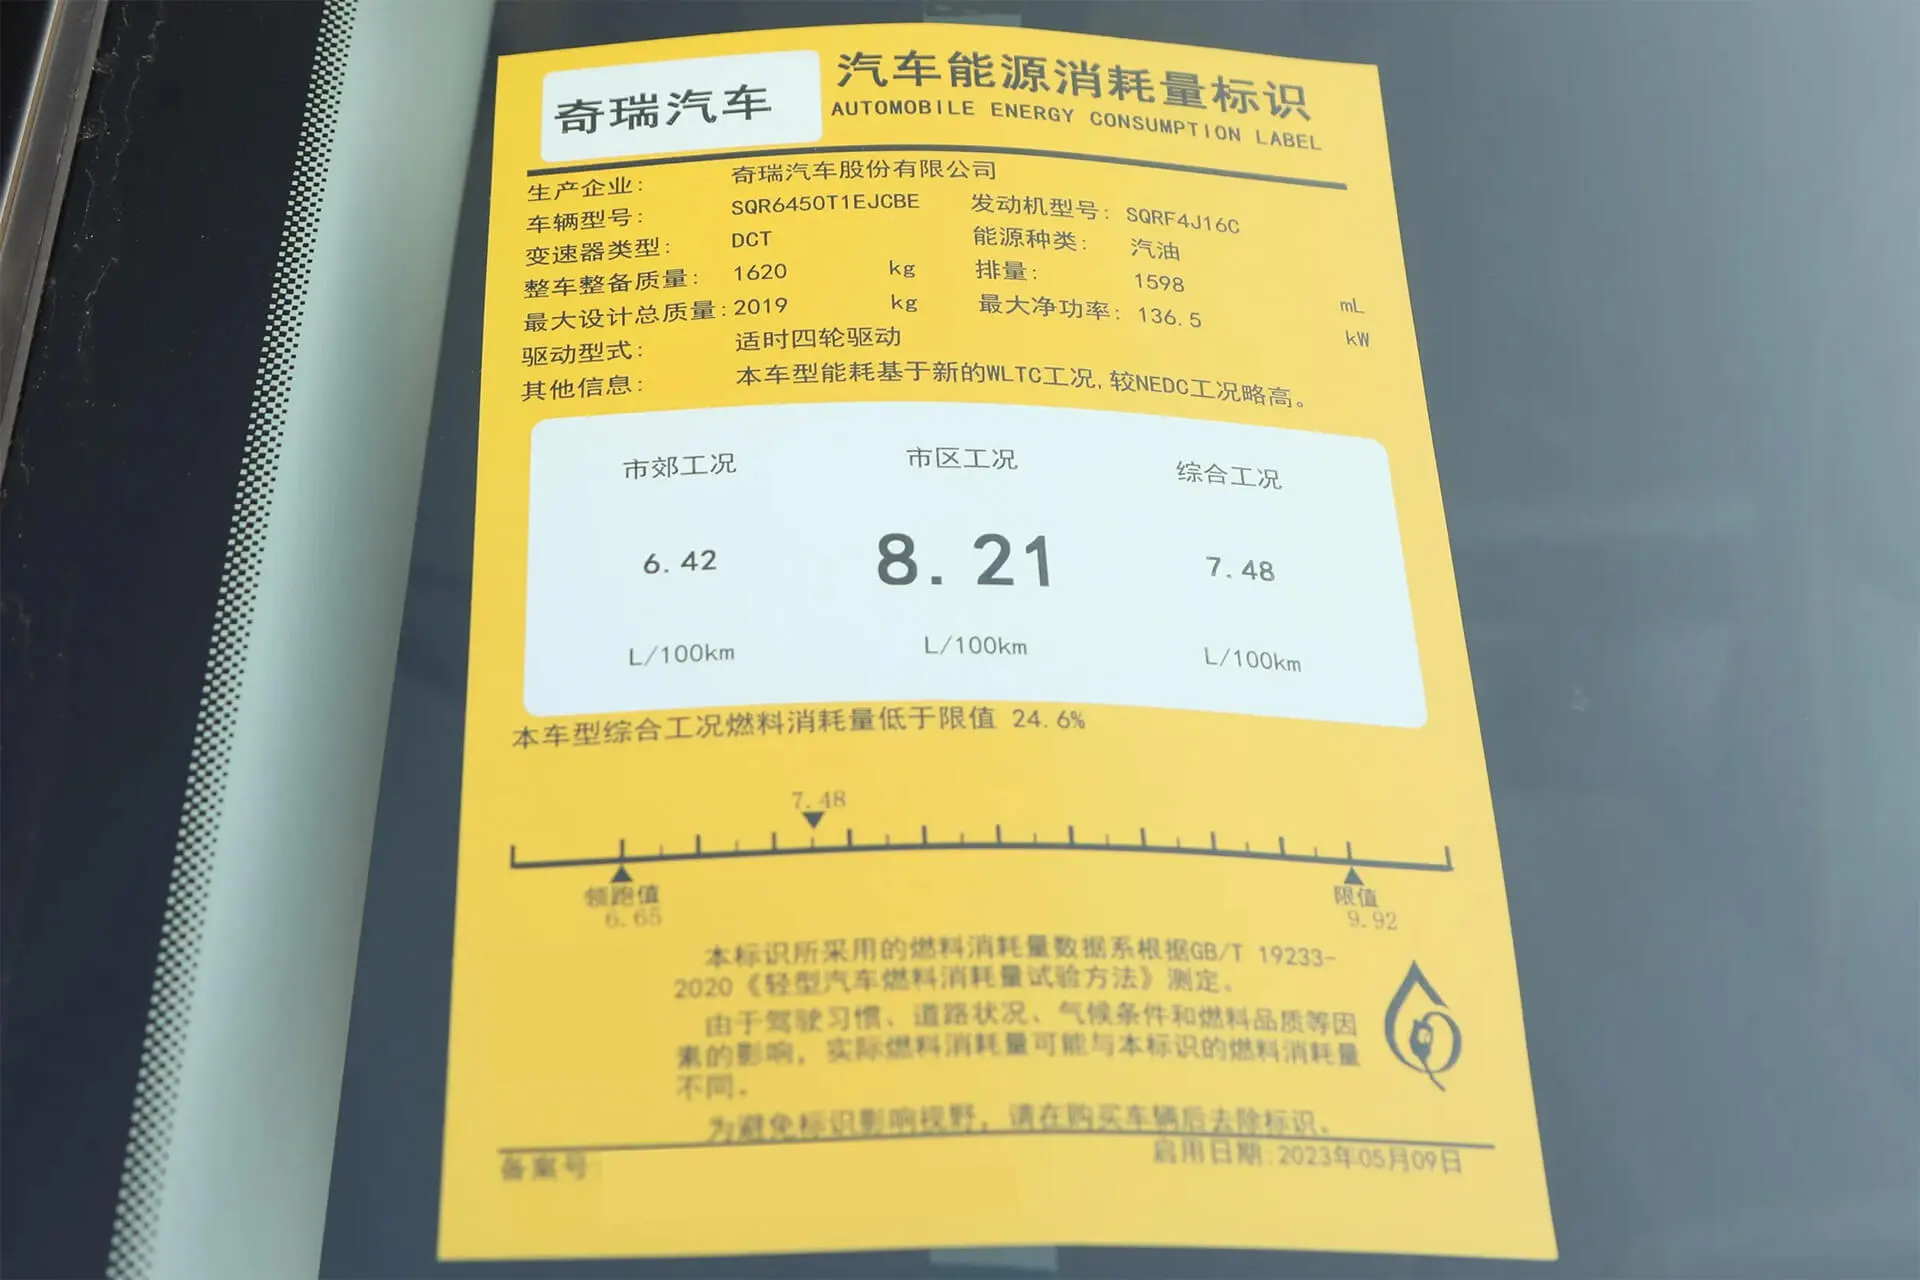 奇瑞汽车
汽车能源消耗量标识
AUTOMOBILE ENERGY CONSUMPTION LABEL
生产企业: 奇瑞汽车股份有限公司
车辆型号: SQR6450T1EJCBE 发动机型号: SQRF4J16C
变速器类型: DCT 能源种类: 汽油
整车整备质量: 1620 kg 排量: 1598 mL
最大设计总质量: 2019 kg 最大净功率: 136.5 kW
驱动型式: 适时四轮驱动
其他信息: 本车型能耗基于新的WLTC工况,较NEDC工况略高。
市郊工况 市区工况 综合工况
6.42 8.21 7.48
L/100km L/100km L/100km
本车型综合工况燃料消耗量低于限值 24.6%
7.48
领跑值 限值
6.65 9.92
本标识所采用的燃料消耗量数据系根据GB/T 19233-
2020《轻型汽车燃料消耗量试验方法》测定。
由于驾驶习惯、道路状况、气候条件和燃料品质等因
素的影响，实际燃料消耗量可能与本标识的燃料消耗量
不同。
为避免标识影响视野，请在购买车辆后去除标识。
备案号: 启用日期:2023年05月09日